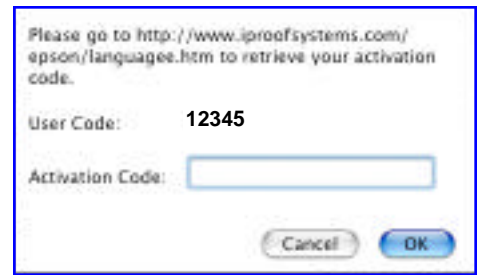 Please go to http://www.iproofsystems.com/
epson/languagee.htm to retrieve your activation
code.
User Code: 12345
Activation Code:
Cancel OK